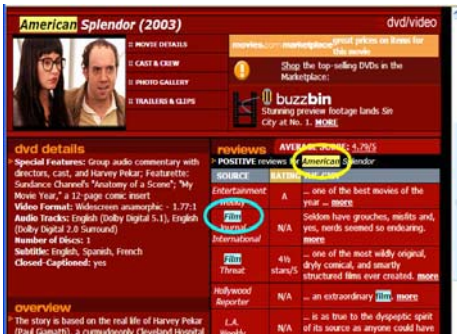 American Splendor (2003)
dvd/video
:: MOVIE DETAILS
:: CAST & CREW
:: PHOTO GALLERY
:: TRAILERS & CLIPS
movies.com marketplace great prices on items for this movie
Shop the top-selling DVDs in the
Marketplace:
buzzbin
Stunning preview footage lands Sin
City at No. 1. MORE
dvd details
Special Features: Group audio commentary with
directors, cast, and Harvey Pekar; Featurette:
Sundance Channel's "Anatomy of a Scene"; "My
Movie Year," a 12-page comic insert
Video Format: Widescreen anamorphic - 1.77:1
Audio Tracks: English (Dolby Digital 5.1), English
(Dolby Digital 2.0 Surround)
Number of Discs: 1
Subtitle: English, Spanish, French
Closed-Captioned: yes
overview
The story is based on the real life of Harvey Pekar
(Paul Giamatti), a curmudgeonly Cleveland Hospital
reviews
AVERAGE SCORE: 4.79/5
POSITIVE reviews for American Splendor
SOURCE RATING THE GIST
Entertainment
Weekly
A
... one of the best movies of the
year ... more
Film
Journal
International
N/A
Seldom have grouches, misfits and,
yes, nerds seemed so endearing.
more
Film
Threat
4½
stars/5
... one of the most wildly original,
dryly comical, and smartly
structured films ever created. more
Hollywood
Reporter
N/A
... an extraordinary film. more
L.A.
Weekly
N/A
... is as true to the dyspeptic spirit
of its source as anyone could have